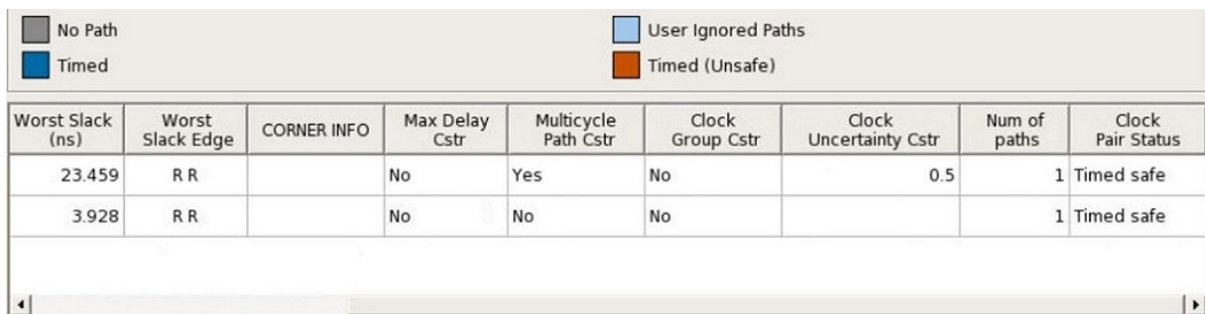 No Path
User Ignored Paths
Timed
Timed (Unsafe)
Worst Slack (ns) Worst Slack Edge CORNER INFO Max Delay Cstr Multicycle Path Cstr Clock Group Cstr Clock Uncertainty Cstr Num of paths Clock Pair Status
23.459 R R No Yes No 0.5 1 Timed safe
3.928 R R No No No 1 Timed safe